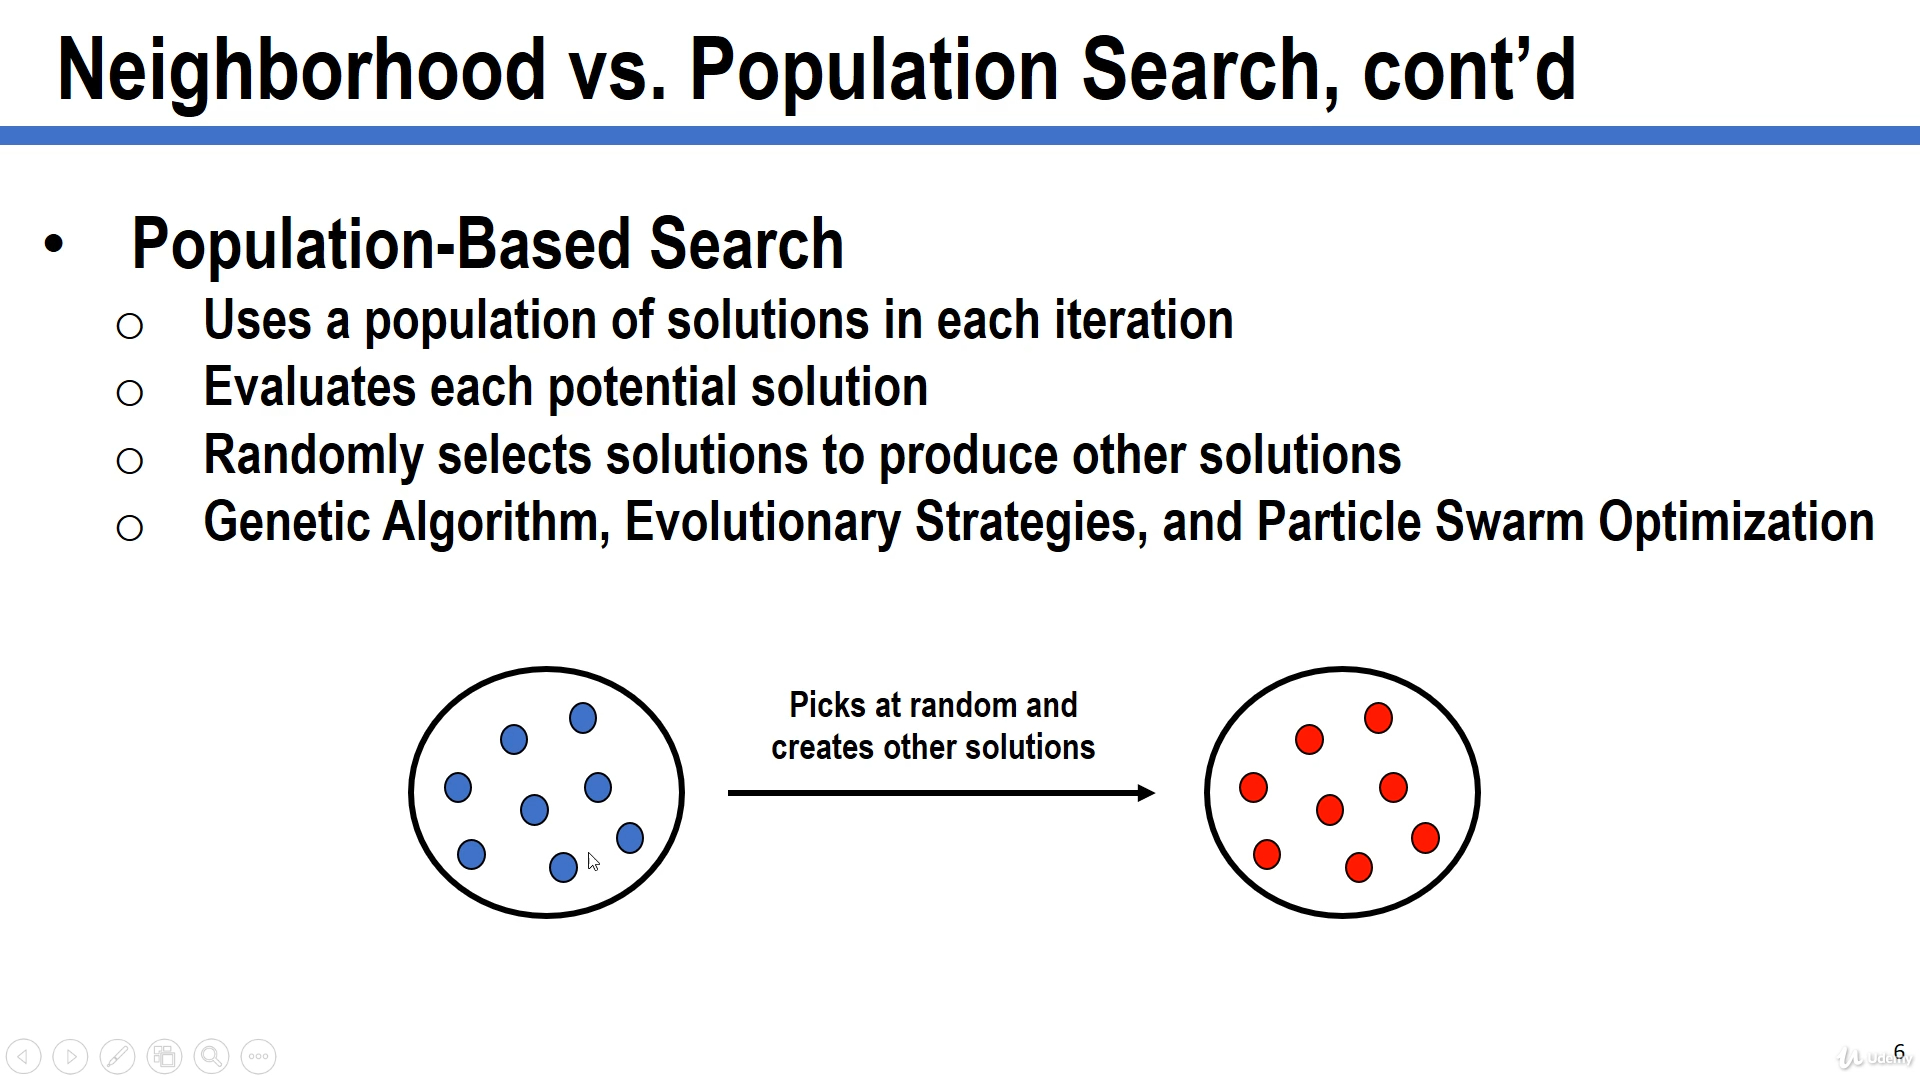 Neighborhood vs. Population Search, cont’d
• Population-Based Search
o Uses a population of solutions in each iteration
o Evaluates each potential solution
o Randomly selects solutions to produce other solutions
o Genetic Algorithm, Evolutionary Strategies, and Particle Swarm Optimization
Picks at random and
creates other solutions
6
Udemy